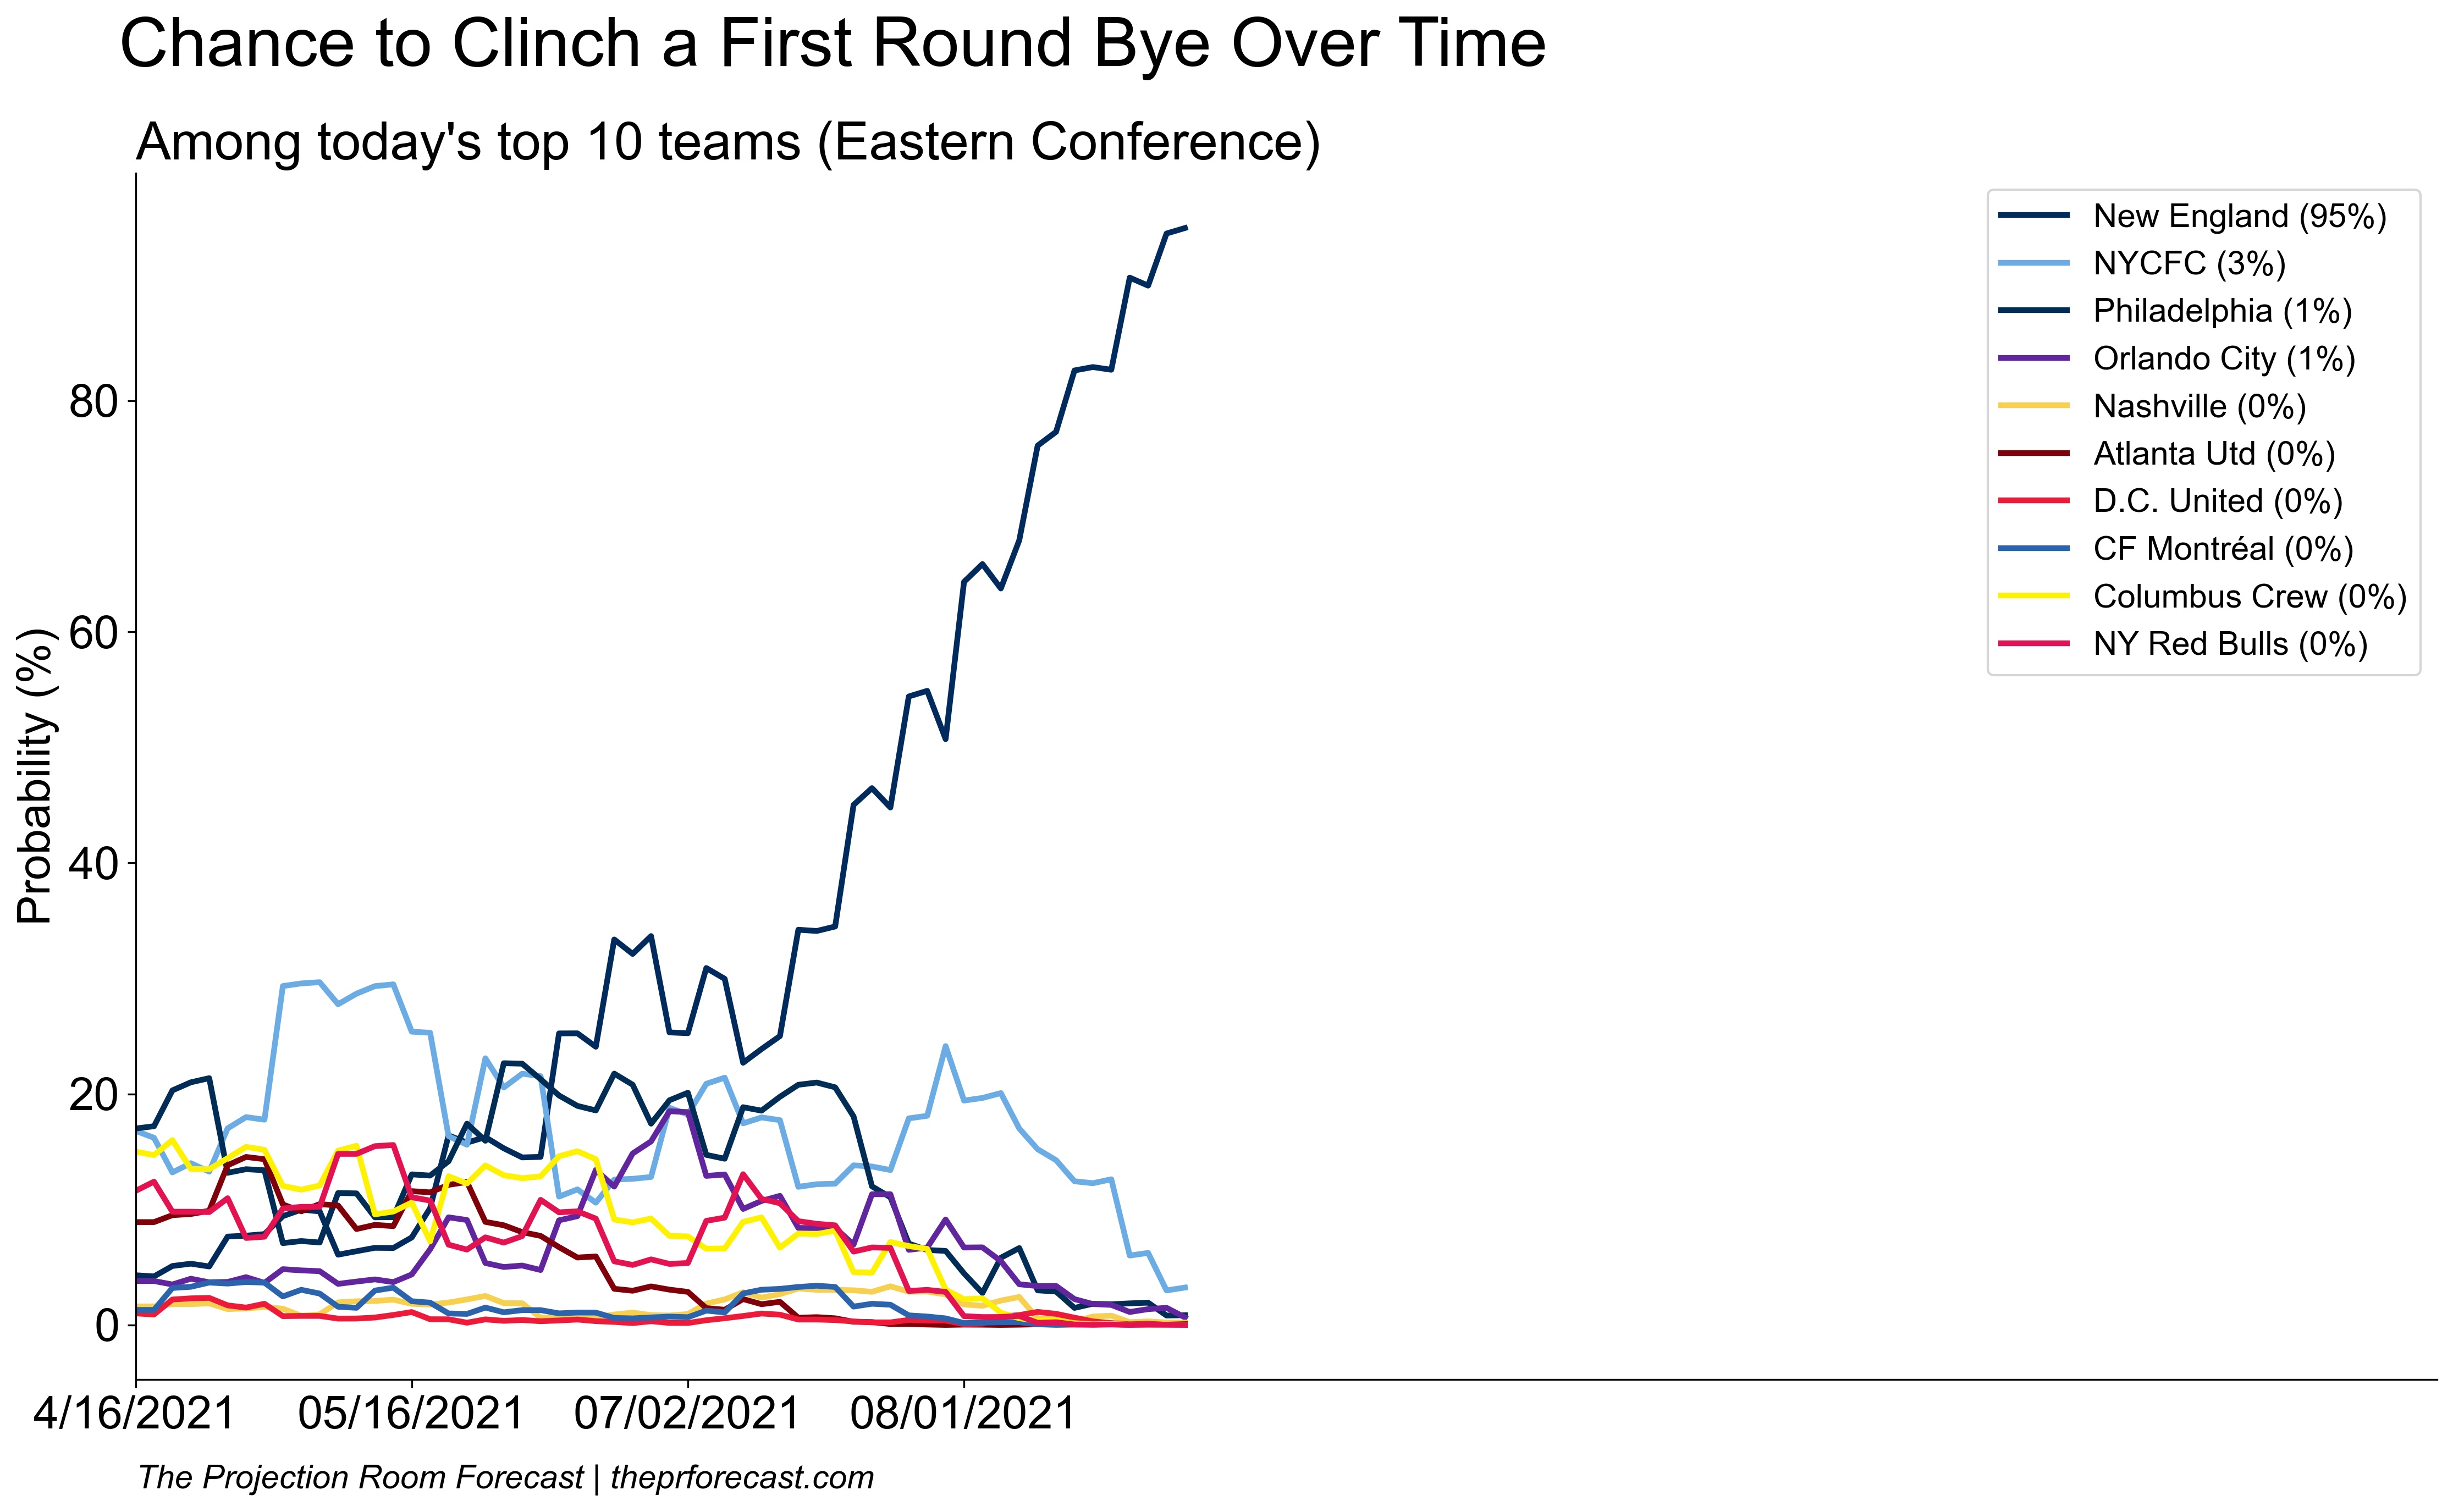 Chance to Clinch a First Round Bye Over Time
Among today's top 10 teams (Eastern Conference)
New England (95%)
NYCFC (3%)
Philadelphia (1%)
Orlando City (1%)
Nashville (0%)
Atlanta Utd (0%)
D.C. United (0%)
CF Montréal (0%)
Columbus Crew (0%)
NY Red Bulls (0%)
Probability (%)
80
60
40
20
0
4/16/2021 05/16/2021 07/02/2021 08/01/2021
The Projection Room Forecast | theprforecast.com